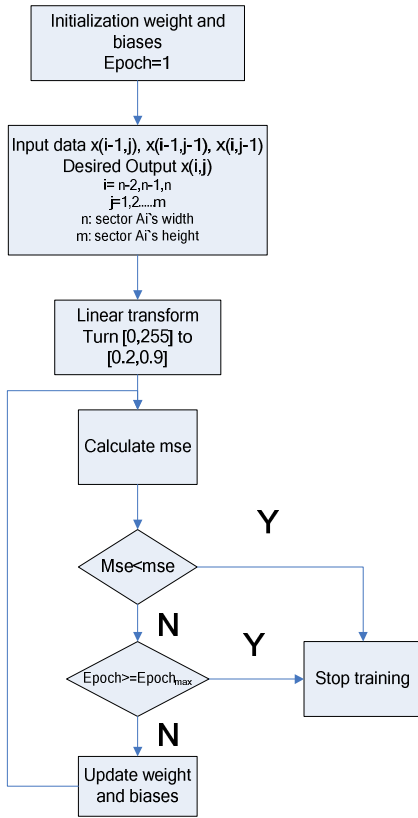 Initialization weight and
biases
Epoch=1
Input data x(i-1,j), x(i-1,j-1), x(i,j-1)
Desired Output x(i,j)
i= n-2,n-1,n
j=1,2.....m
n: sector Ai`s width
m: sector Ai`s height
Linear transform
Turn [0,255] to
[0.2,0.9]
Calculate mse
Y
Mse<mse
N
Y
Epoch>=Epochmax
Stop training
N
Update weight
and biases